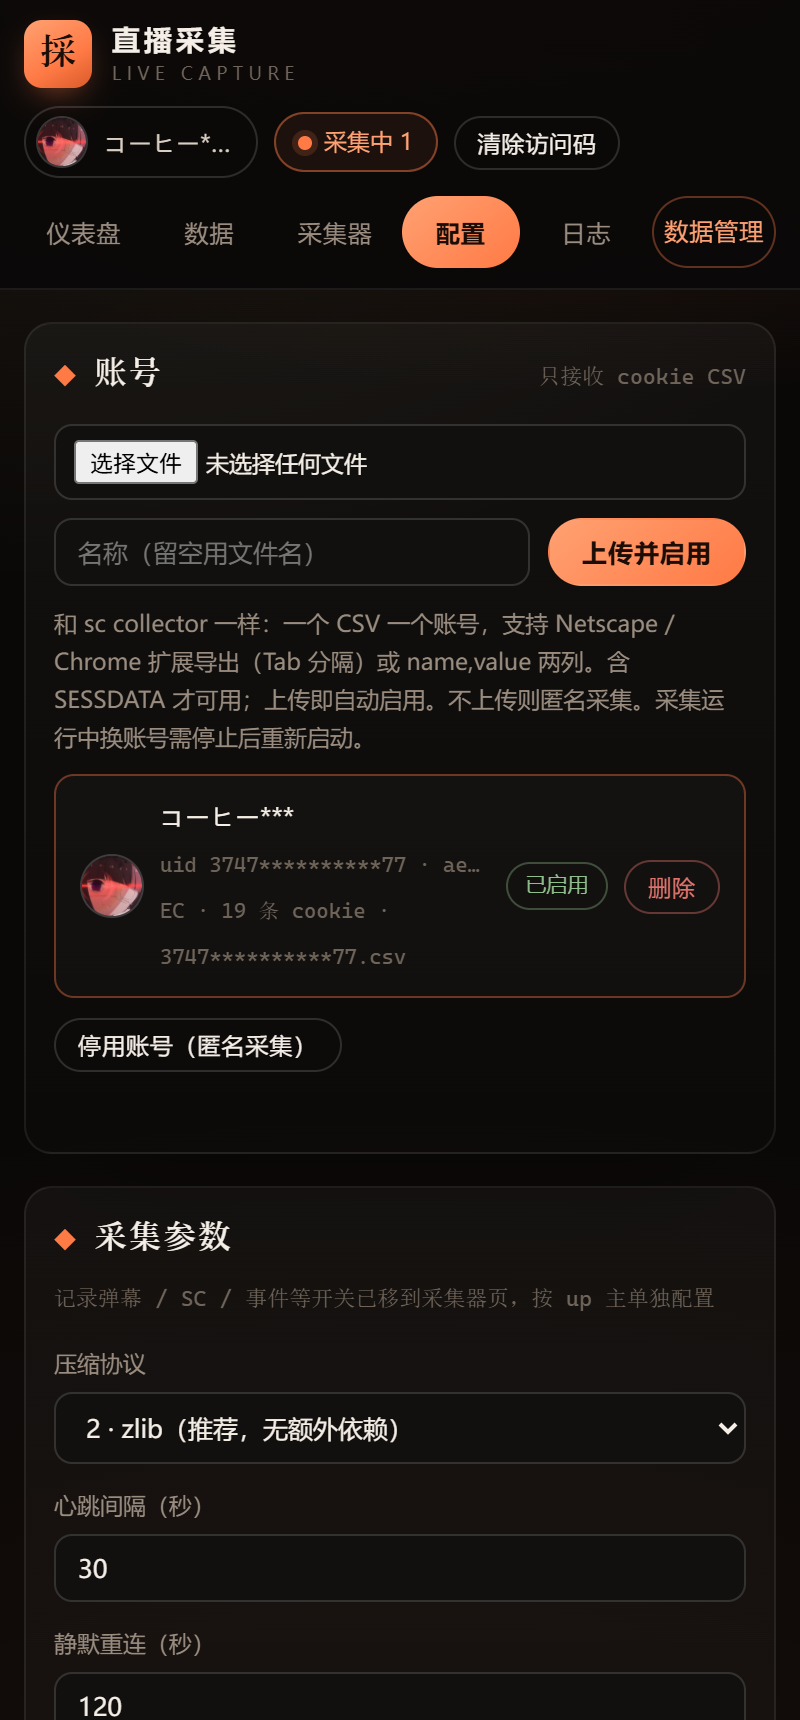 採
直播采集
LIVE CAPTURE
コーヒー*...
采集中 1
清除访问码
仪表盘
数据
采集器
配置
日志
数据管理
账号
只接收 cookie CSV
选择文件 未选择任何文件
名称（留空用文件名）
上传并启用
和 sc collector 一样：一个 CSV 一个账号，支持 Netscape /
Chrome 扩展导出（Tab 分隔）或 name,value 两列。含
SESSDATA 才可用；上传即自动启用。不上传则匿名采集。采集运
行中换账号需停止后重新启动。
コーヒー***
uid 3747**********77 · ae…
EC · 19 条 cookie ·
3747**********77.csv
已启用
删除
停用账号（匿名采集）
采集参数
记录弹幕 / SC / 事件等开关已移到采集器页，按 up 主单独配置
压缩协议
2 · zlib（推荐，无额外依赖）
心跳间隔（秒）
30
静默重连（秒）
120